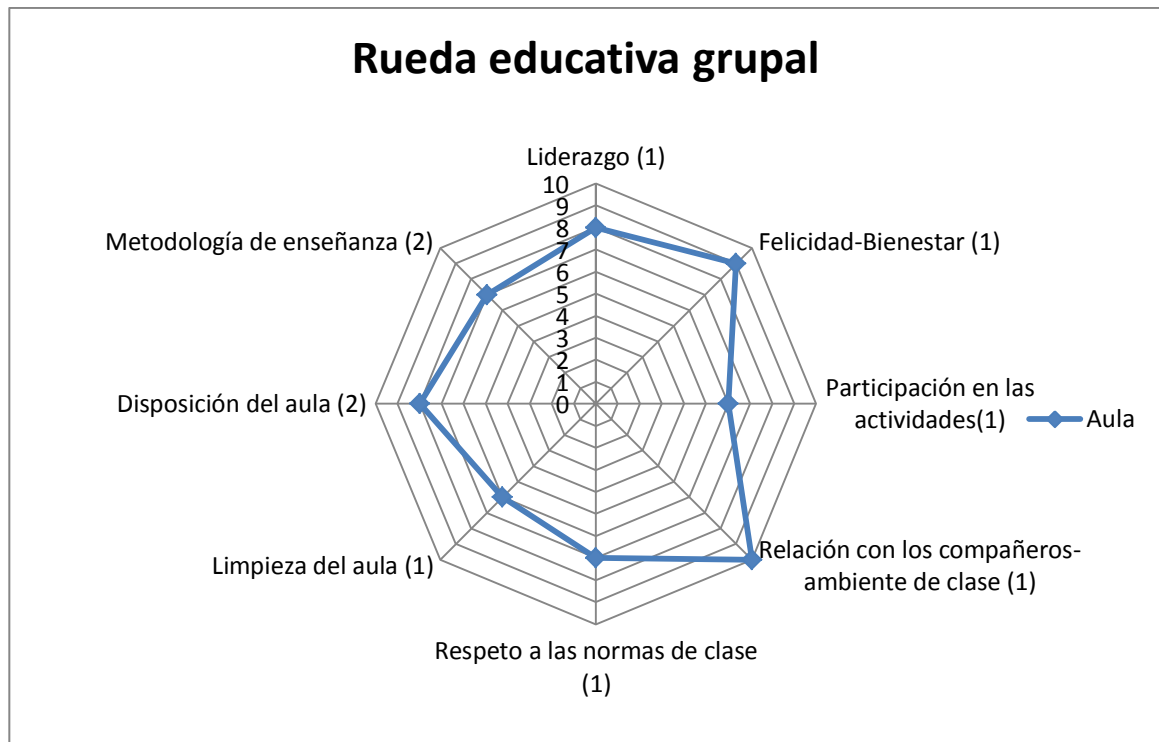 Rueda educativa grupal
Liderazgo (1)
10
9
8
7
6
5
4
3
2
1
0
Felicidad-Bienestar (1)
Participación en las
actividades(1)
Aula
Relación con los compañeros-
ambiente de clase (1)
Respeto a las normas de clase
(1)
Limpieza del aula (1)
Disposición del aula (2)
Metodología de enseñanza (2)